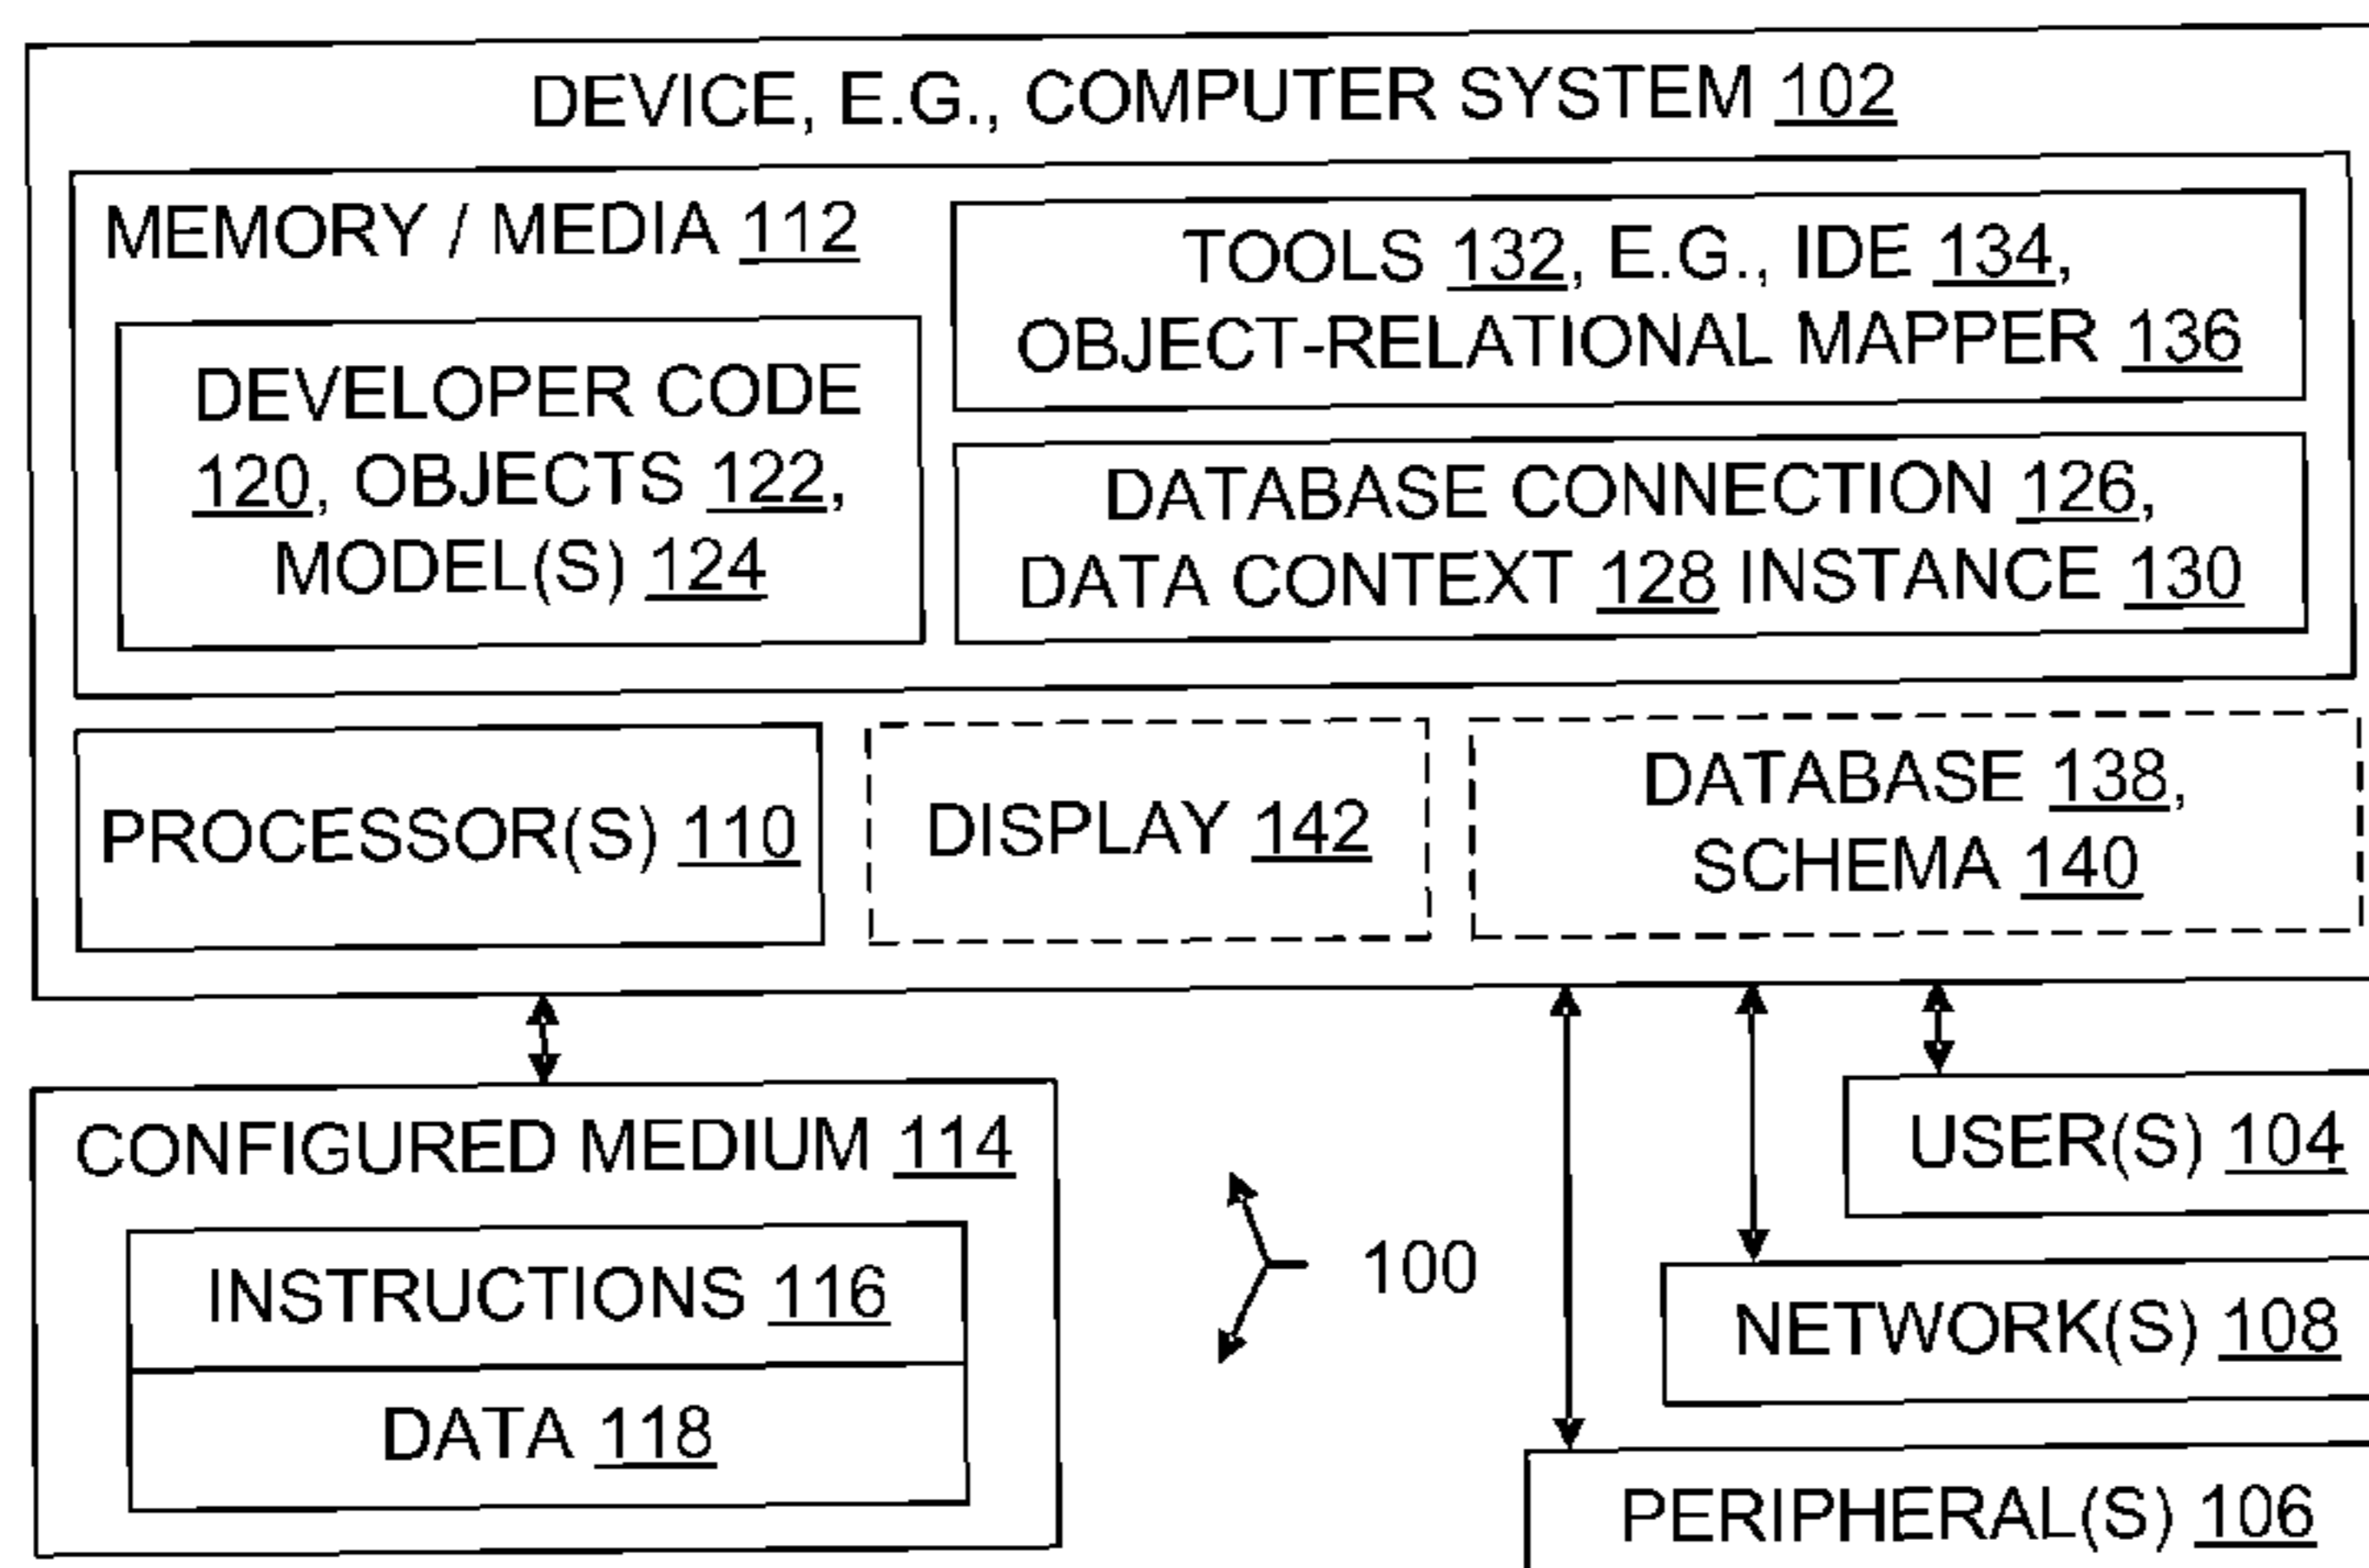 DEVICE, E.G., COMPUTER SYSTEM 102
MEMORY / MEDIA 112
DEVELOPER CODE
120, OBJECTS 122,
MODEL(S) 124
TOOLS 132, E.G., IDE 134,
OBJECT-RELATIONAL MAPPER 136
DATABASE CONNECTION 126,
DATA CONTEXT 128 INSTANCE 130
PROCESSOR(S) 110
DISPLAY 142
DATABASE 138,
SCHEMA 140
CONFIGURED MEDIUM 114
INSTRUCTIONS 116
DATA 118
100
USER(S) 104
NETWORK(S) 108
PERIPHERAL(S) 106